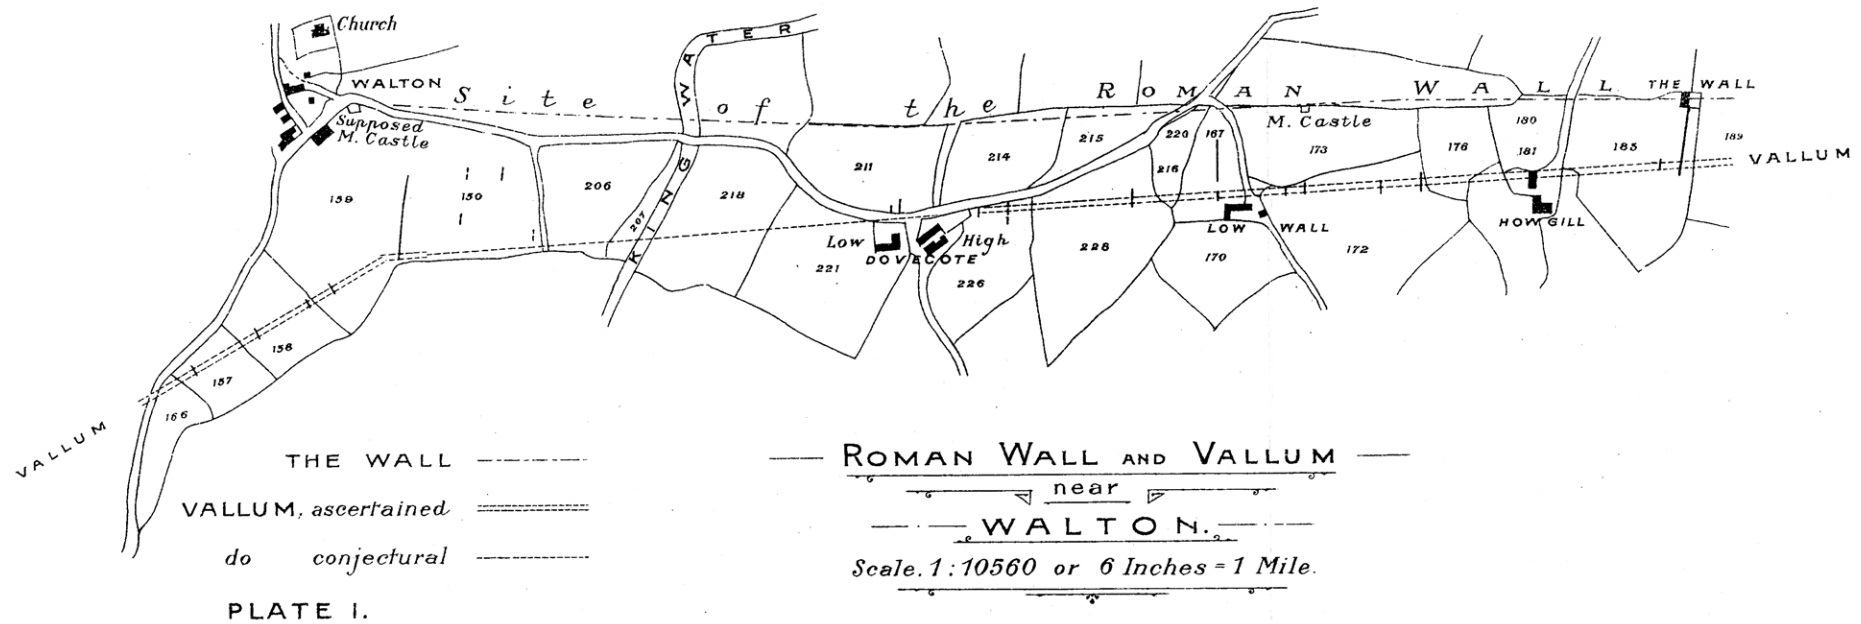 Church
WALTON
Supposed
M. Castle
KING WATER
Site of the ROMAN WALL
M. Castle
THE WALL
VALLUM
159
150
206
207
218
211
214
215
220
167
216
173
176
180
181
185
189
Low
High
DOVECOTE
221
226
228
LOW WALL
170
172
HOWGILL
158
157
166
VALLUM
THE WALL
VALLUM, ascertained
do conjectural
PLATE I.
ROMAN WALL AND VALLUM
near
WALTON.
Scale. 1:10560 or 6 Inches = 1 Mile.